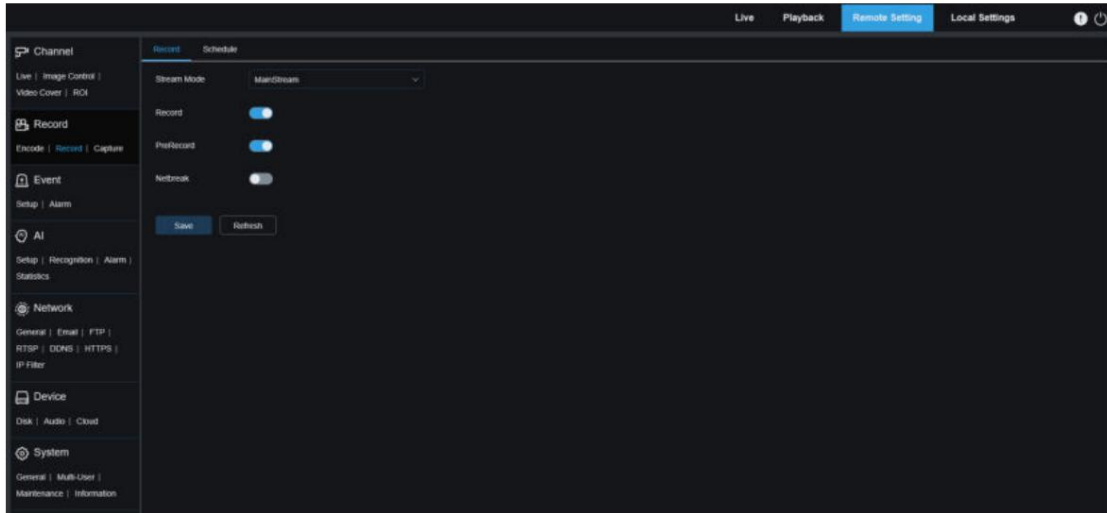 Live Playback Remote Setting Local Settings
Channel
Live | Image Control |
Video Cover | ROI
Record
Encode | Record | Capture
Event
Setup | Alarm
AI
Setup | Recognition | Alarm |
Statistics
Network
General | Email | FTP |
RTSP | DDNS | HTTPS |
IP Filter
Device
Disk | Audio | Cloud
System
General | Multi-User |
Maintenance | Information
Record Schedule
Stream Mode MainStream
Record
PreRecord
Netbreak
Save Refresh